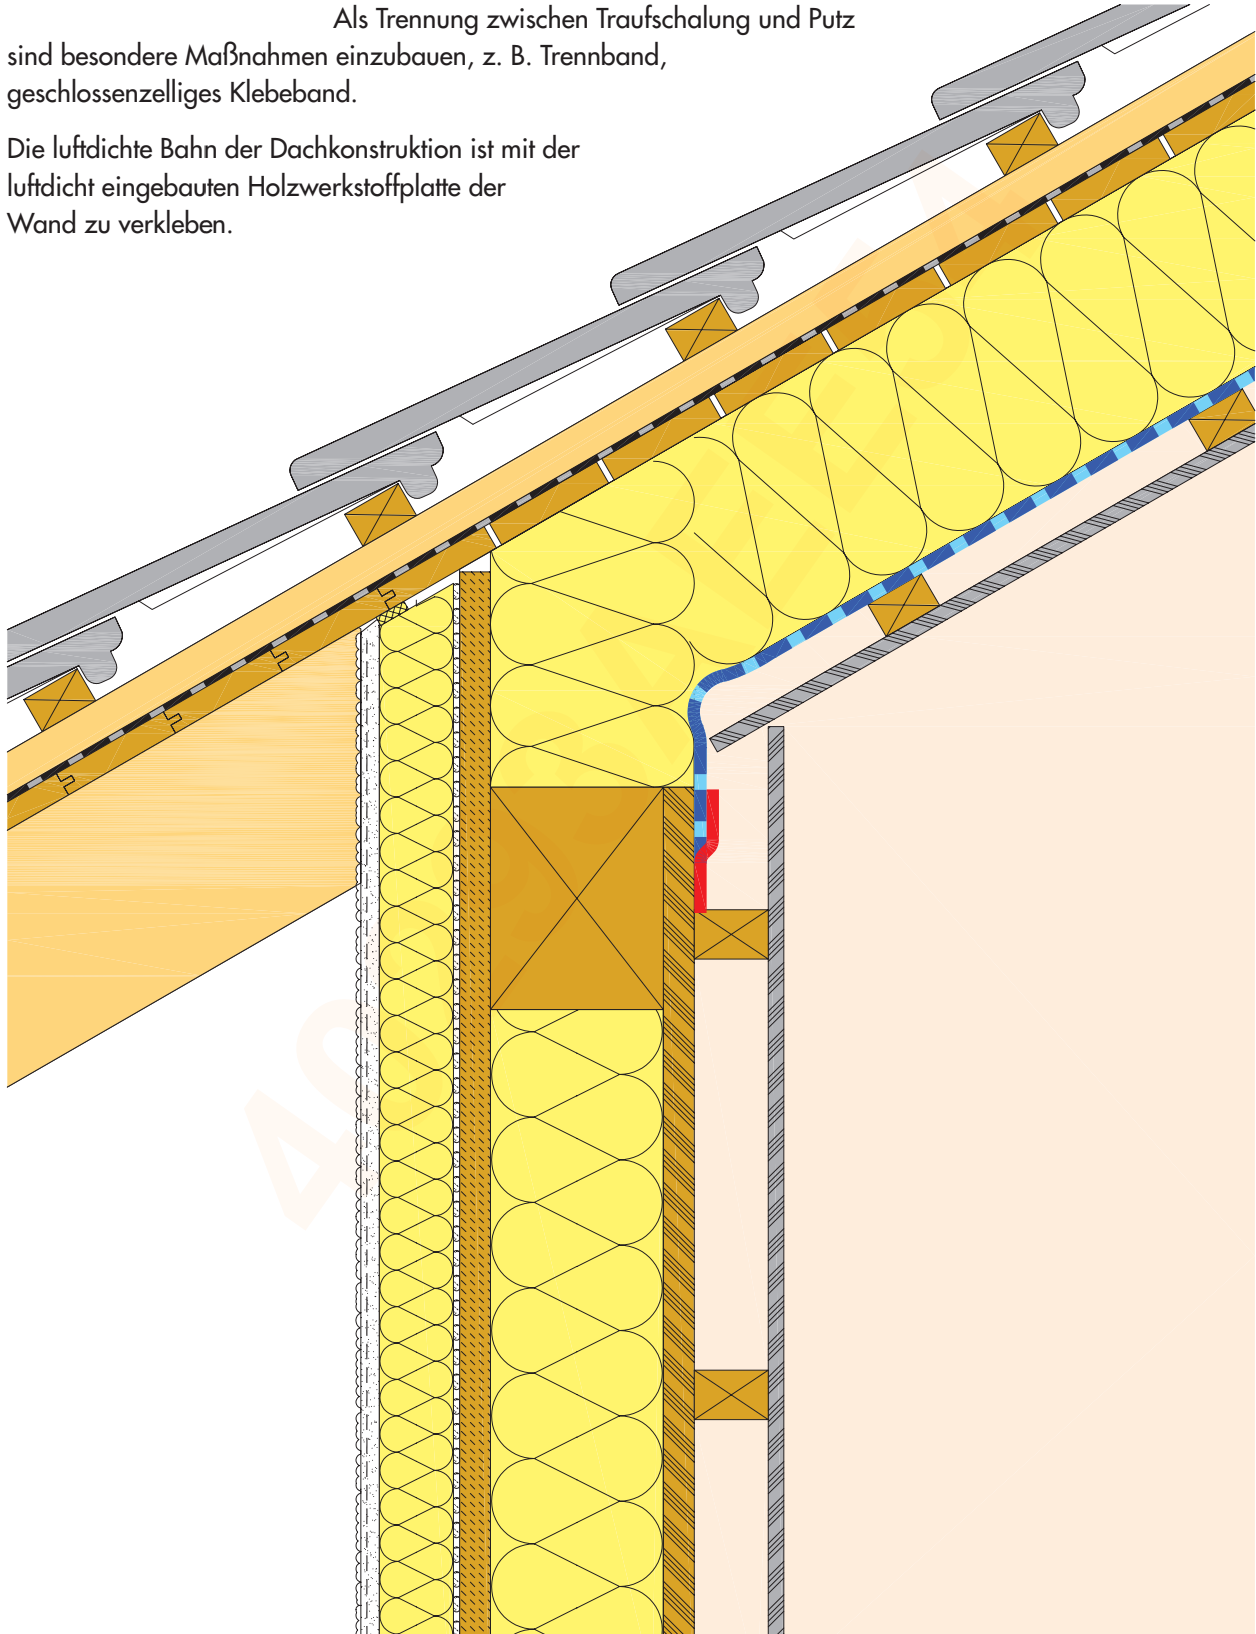 Als Trennung zwischen Traufschalung und Putz
sind besondere Maßnahmen einzubauen, z. B. Trennband,
geschlossenzelliges Klebeband.
Die luftdichte Bahn der Dachkonstruktion ist mit der
luftdicht eingebauten Holzwerkstoffplatte der
Wand zu verkleben.